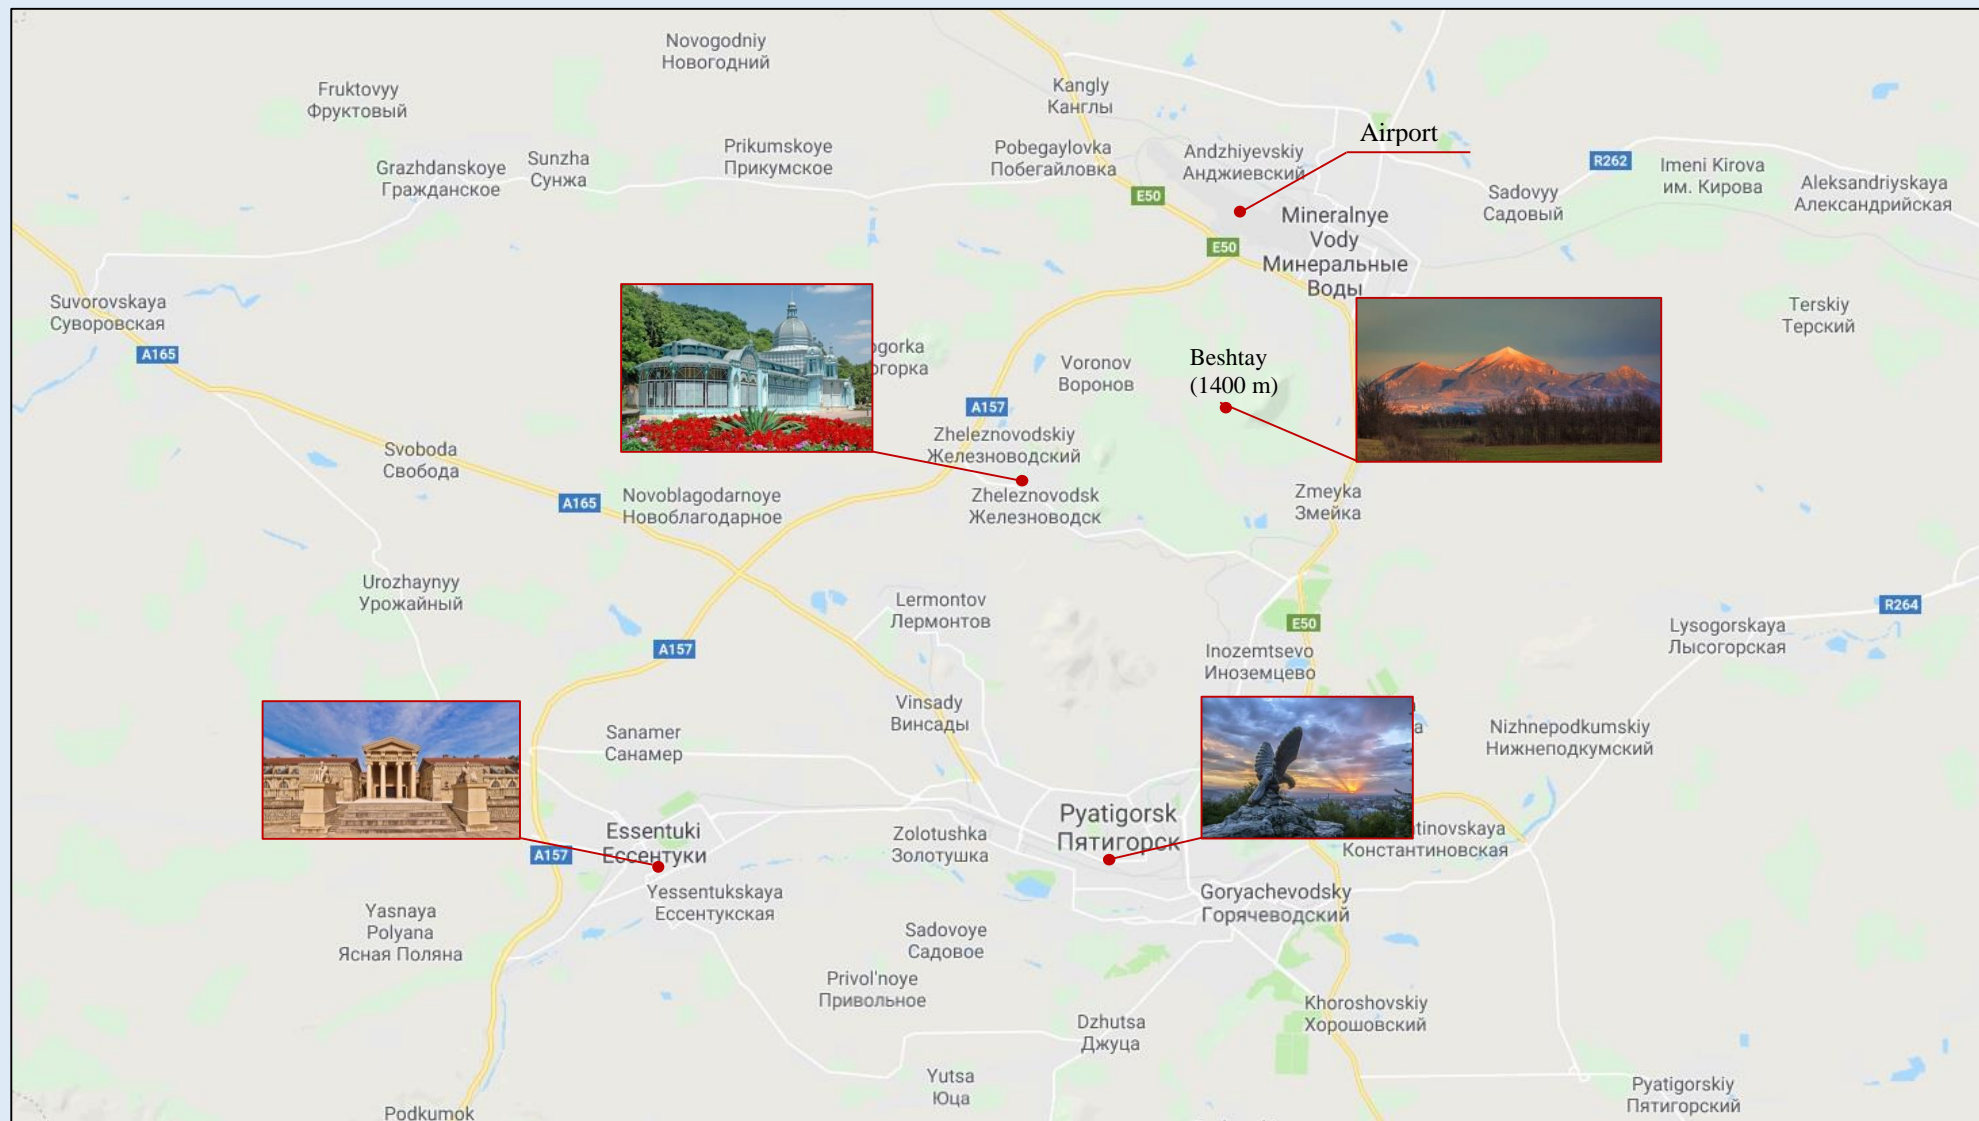 Novogodniy
Новогодний
Fruktovyy
Фруктовый
Kangly
Канглы
Airport
Grazhdanskoye
Гражданское
Sunzha
Сунжа
Prikumskoye
Прикумское
Pobegaylovka
Побегайловка
Andzhiyevskiy
Анджиевский
R262
Imeni Kirova
им. Кирова
Aleksandriyskaya
Александрийская
Sadovyy
Садовый
E50
Mineralnye
Vody
Минеральные
Воды
E50
Suvorovskaya
Суворовская
A165
Terskiy
Терский
ogorka
огорка
Voronov
Воронов
Beshtay
(1400 m)
A157
Zheleznovodskiy
Железноводский
Svoboda
Свобода
A165
Novoblagodarnoye
Новоблагодарное
Zheleznovodsk
Железноводск
Zmeyka
Змейка
Urozhaynyy
Урожайный
Lermontov
Лермонтов
R264
E50
Lysogorskaya
Лысогорская
A157
Inozemtsevo
Иноземцево
Vinsady
Винсады
Sanamer
Санамер
a
Nizhnepodkumskiy
Нижнеподкумский
Essentuki
Ессентуки
A157
Zolotushka
Золотушка
Pyatigorsk
Пятигорск
tinovskaya
Константиновская
Yessentukskaya
Ессентукская
Goryachevodsky
Горячеводский
Yasnaya
Polyana
Ясная Поляна
Sadovoye
Садовое
Privol'noye
Привольное
Khoroshovskiy
Хорошовский
Dzhutsa
Джуца
Yutsa
Юца
Pyatigorskiy
Пятигорский
Podkumok